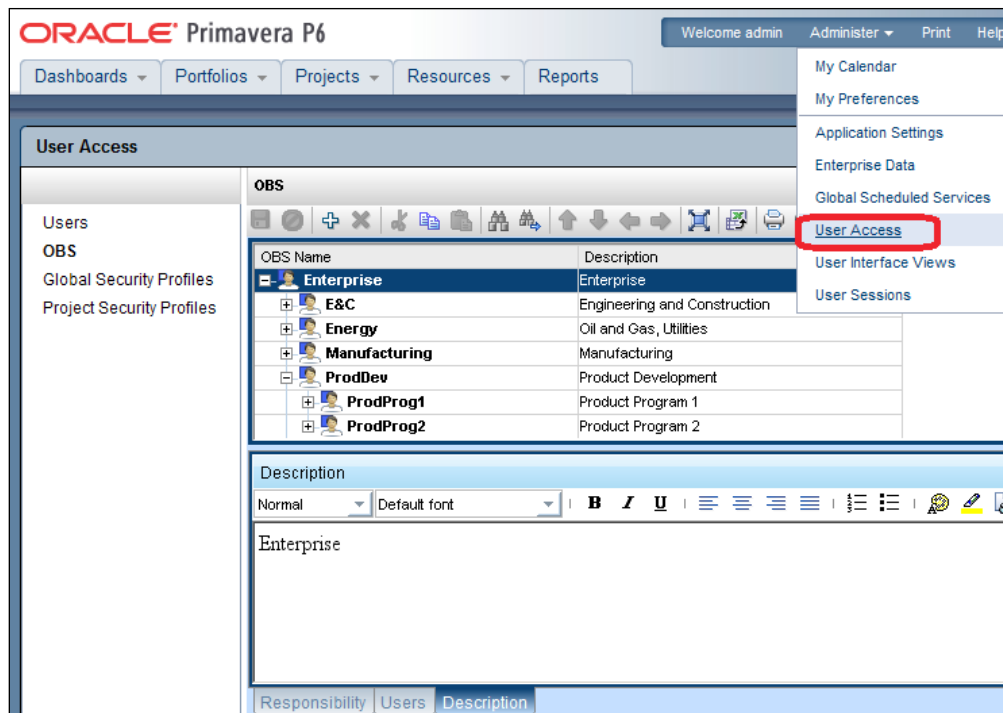 ORACLE Primavera P6
Welcome admin Administer Print Help
Dashboards Portfolios Projects Resources Reports
My Calendar
My Preferences
Application Settings
Enterprise Data
Global Scheduled Services
User Access
User Interface Views
User Sessions
User Access
Users
OBS
Global Security Profiles
Project Security Profiles
OBS
OBS Name Description
Enterprise Enterprise
E&C Engineering and Construction
Energy Oil and Gas, Utilities
Manufacturing Manufacturing
ProdDev Product Development
ProdProg1 Product Program 1
ProdProg2 Product Program 2
Description
Normal Default font B I U
Enterprise
Responsibility Users Description